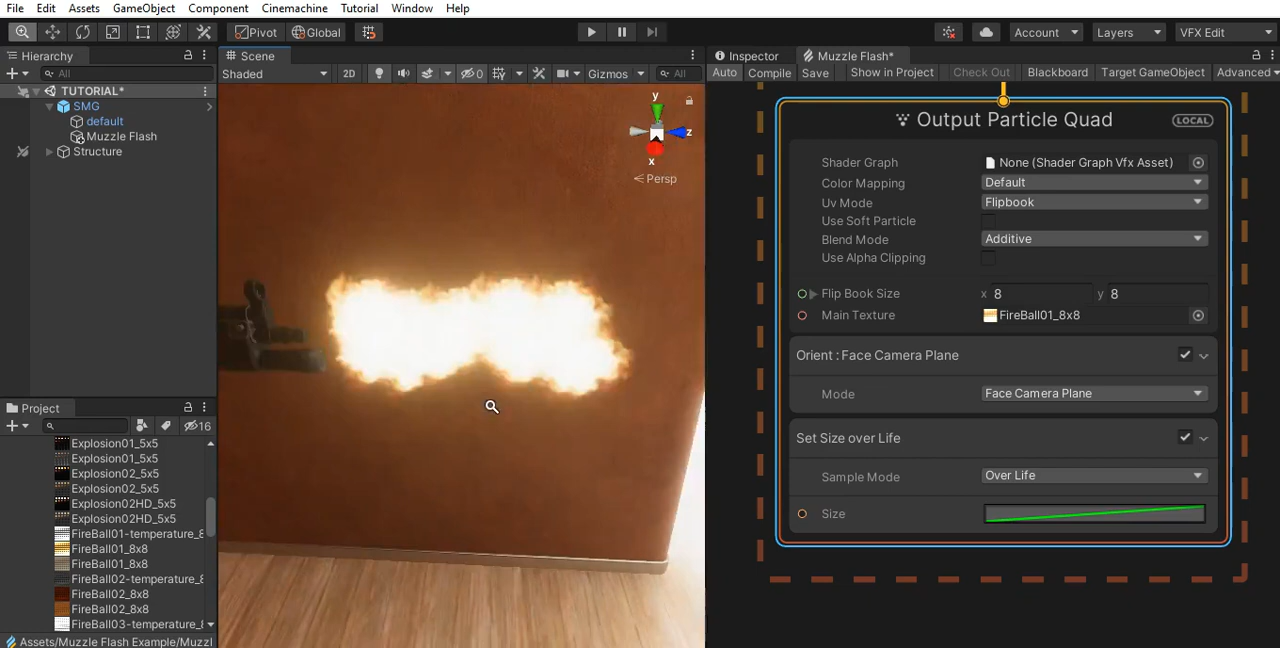 File Edit Assets GameObject Component Cinemachine Tutorial Window Help
Pivot Global Account Layers VFX Edit
Hierarchy
All
TUTORIAL*
SMG
default
Muzzle Flash
Structure
Project
16
Explosion01_5x5
Explosion01_5x5
Explosion02_5x5
Explosion02_5x5
Explosion02HD_5x5
Explosion02HD_5x5
FireBall01-temperature_8
FireBall01_8x8
FireBall01_8x8
FireBall02-temperature_8
FireBall02_8x8
FireBall02_8x8
FireBall03-temperature_8
Assets/Muzzle Flash Example/Muzzl
Scene
Shaded 2D 0 Gizmos All
y
z
x
Persp
Inspector Muzzle Flash*
Auto Compile Save Show in Project Check Out Blackboard Target GameObject Advanced
Output Particle Quad LOCAL
Shader Graph None (Shader Graph Vfx Asset)
Color Mapping Default
Uv Mode Flipbook
Use Soft Particle
Blend Mode Additive
Use Alpha Clipping
Flip Book Size x 8 y 8
Main Texture FireBall01_8x8
Orient : Face Camera Plane
Mode Face Camera Plane
Set Size over Life
Sample Mode Over Life
Size